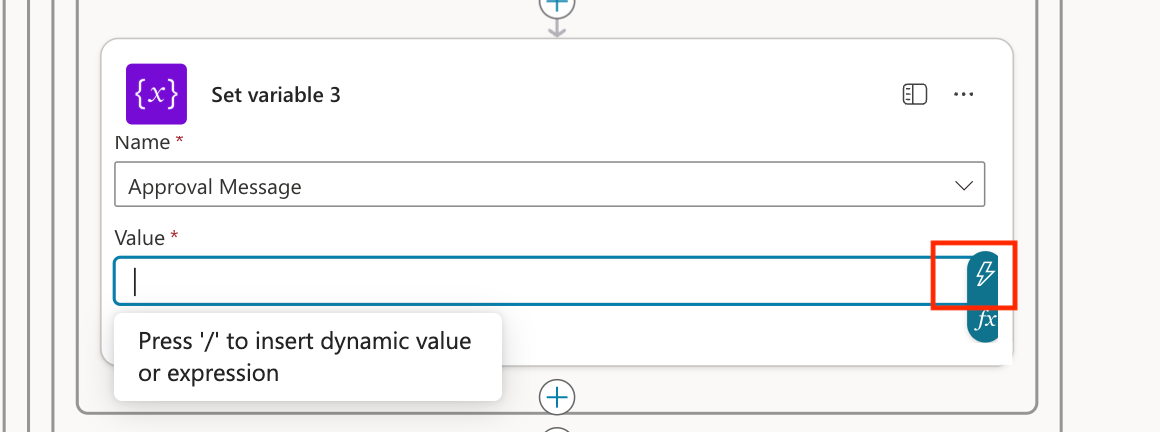 {x}
Set variable 3
Name *
Approval Message
Value *
Press '/' to insert dynamic value
or expression
fx